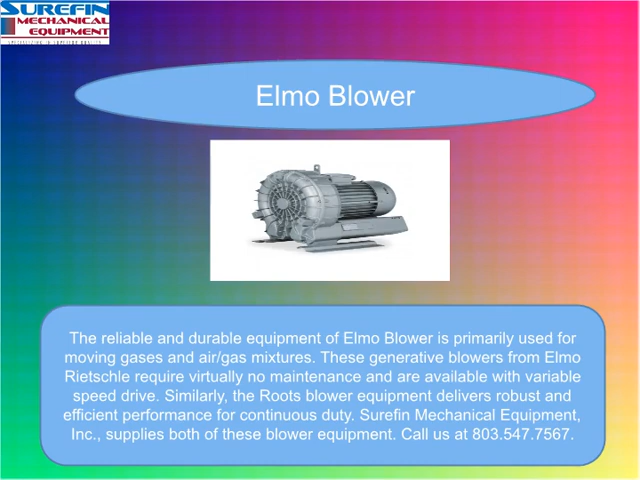 SUREFIN
MECHANICAL
EQUIPMENT
Elmo Blower
The reliable and durable equipment of Elmo Blower is primarily used for
moving gases and air/gas mixtures. These generative blowers from Elmo
Rietschle require virtually no maintenance and are available with variable
speed drive. Similarly, the Roots blower equipment delivers robust and
efficient performance for continuous duty. Surefin Mechanical Equipment,
Inc., supplies both of these blower equipment. Call us at 803.547.7567.